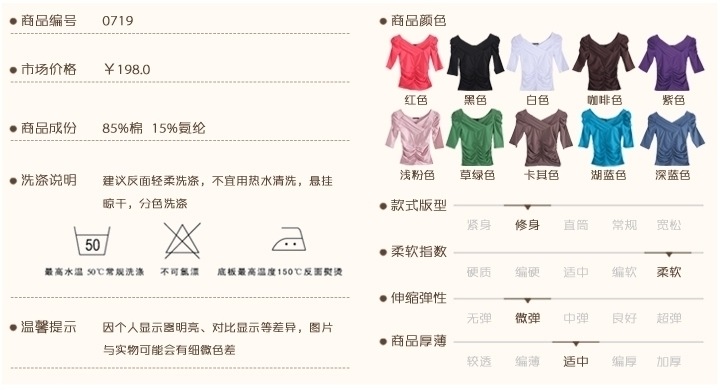 商品编号 0719
市场价格 ￥198.0
商品成份 85%棉 15%氨纶
洗涤说明 建议反面轻柔洗涤，不宜用热水清洗，悬挂
晾干，分色洗涤
50
最高水温 50℃常规洗涤 不可氯漂 底板最高温度150℃反面熨烫
温馨提示 因个人显示器明亮、对比显示等差异，图片
与实物可能会有细微色差
商品颜色
红色 黑色 白色 咖啡色 紫色
浅粉色 草绿色 卡其色 湖蓝色 深蓝色
款式版型
紧身 修身 直筒 常规 宽松
柔软指数
硬质 偏硬 适中 偏软 柔软
伸缩弹性
无弹 微弹 中弹 良好 超弹
商品厚薄
较透 偏薄 适中 偏厚 加厚